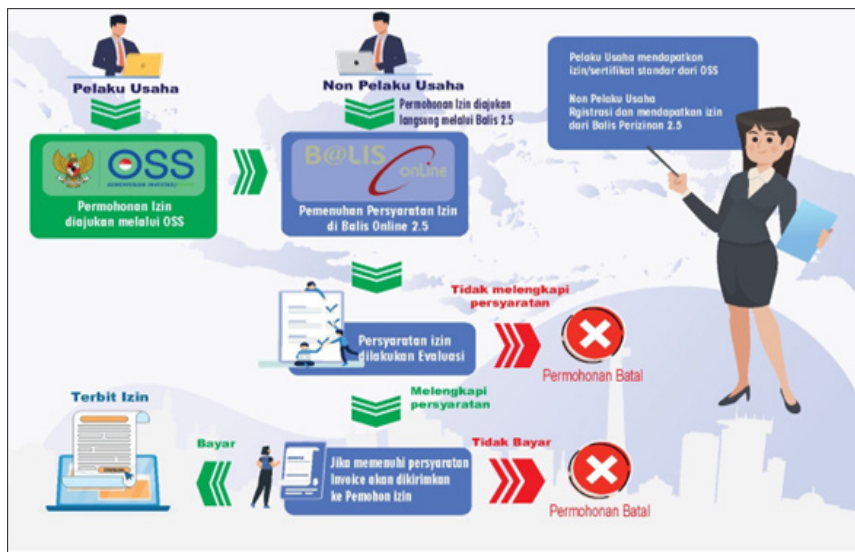 Pelaku Usaha
Non Pelaku Usaha
Permohonan Izin diajukan
langsung melalui Balis 2.5
Pelaku Usaha mendapatkan
izin/sertifikat standar dari OSS
Non Pelaku Usaha
Rgistrasi dan mendapatkan izin
dari Balis Perizinan 2.5
OSS
Permohonan Izin
diajukan melalui OSS
B@LIS
OnLine
Pemenuhan Persyaratan Izin
di Balis Online 2.5
Tidak melengkapi
persyaratan
Persyaratan izin
dilakukan Evaluasi
Permohonan Batal
Melengkapi
persyaratan
Terbit Izin
Bayar
Jika memenuhi persyaratan
Invoice akan dikirimkan
ke Pemohon izin
Tidak Bayar
Permohonan Batal